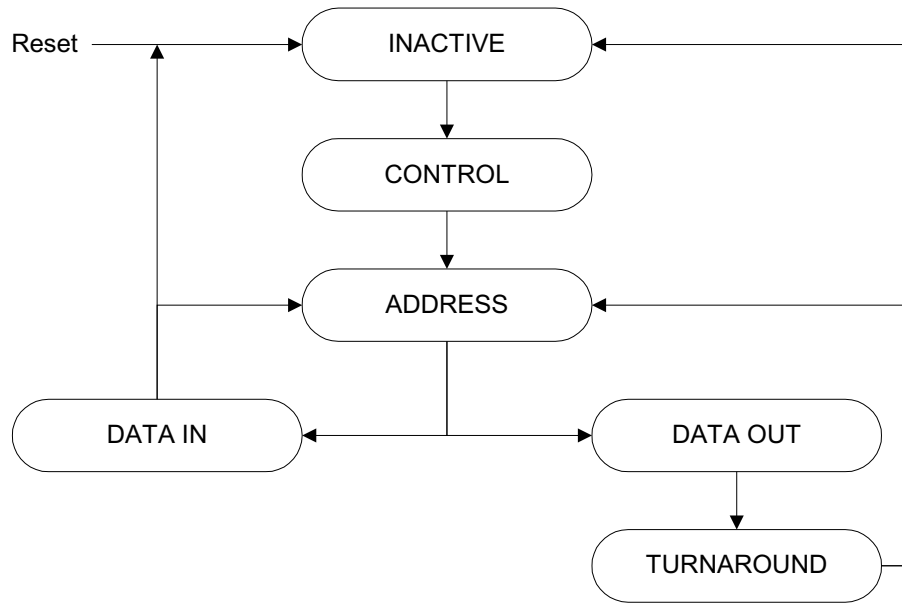 Reset
INACTIVE
CONTROL
ADDRESS
DATA IN
DATA OUT
TURNAROUND